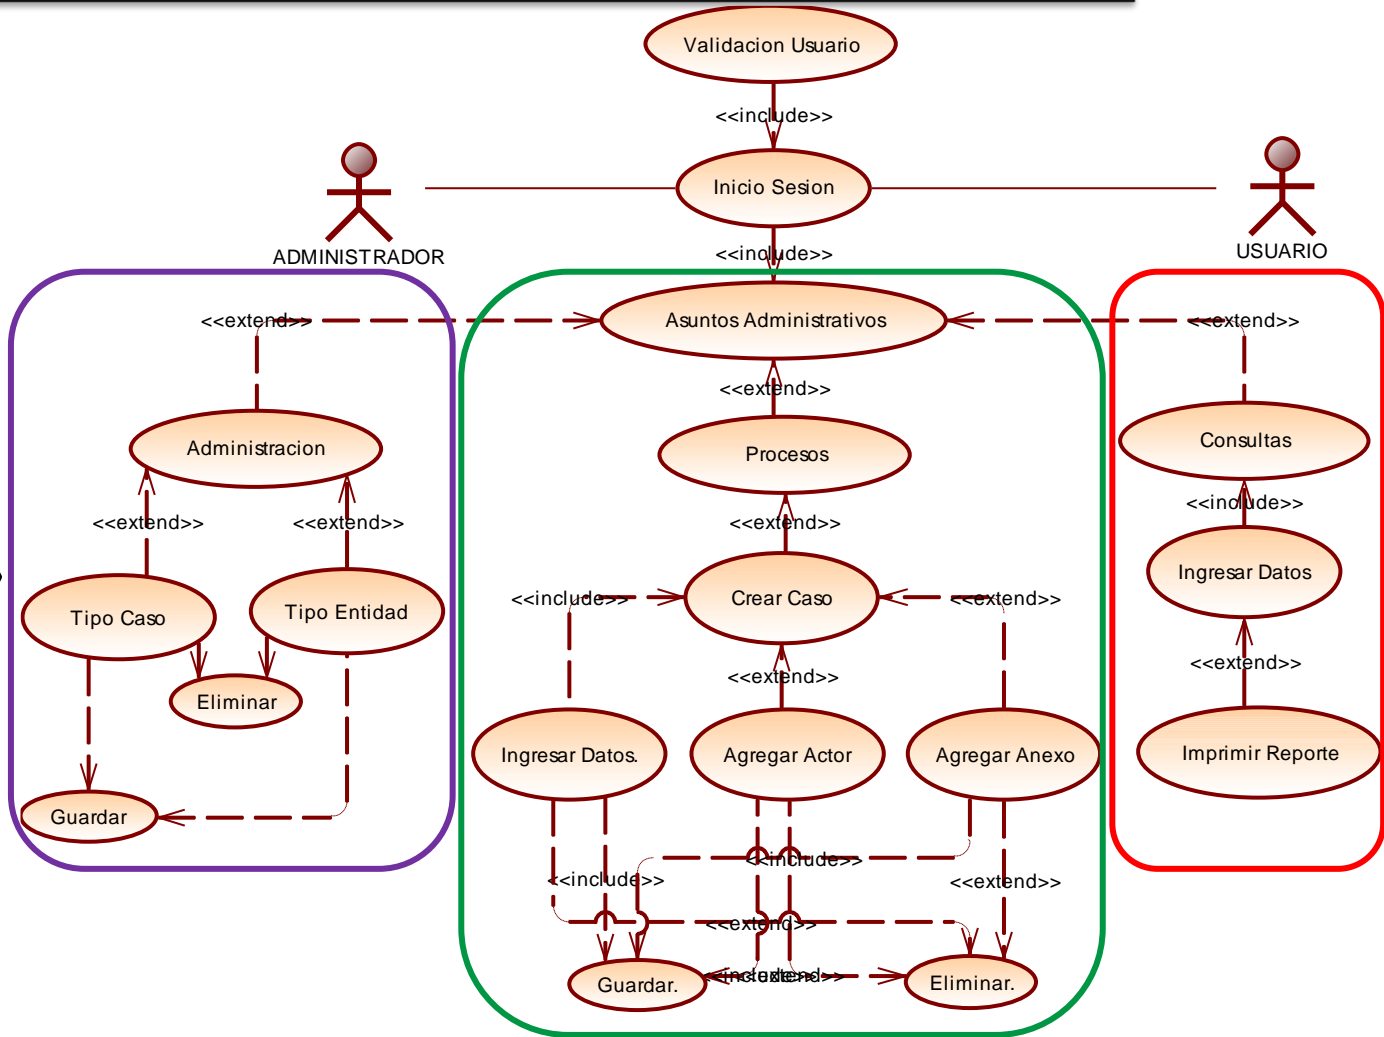 Validacion Usuario
<<include>>
Inicio Sesion
ADMINISTRADOR
USUARIO
<<include>>
<<extend>>
Asuntos Administrativos
<<extend>>
<<extend>>
Administracion
Procesos
Consultas
<<extend>>
<<extend>>
<<extend>>
<<include>>
Tipo Caso
Tipo Entidad
<<include>>
Crear Caso
<<extend>>
Ingresar Datos
<<extend>>
<<extend>>
Eliminar
Ingresar Datos.
Agregar Actor
Agregar Anexo
Imprimir Reporte
Guardar
<<include>>
<<include>>
<<extend>>
<<extend>>
<<include>>
<<extend>>
Guardar.
Eliminar.